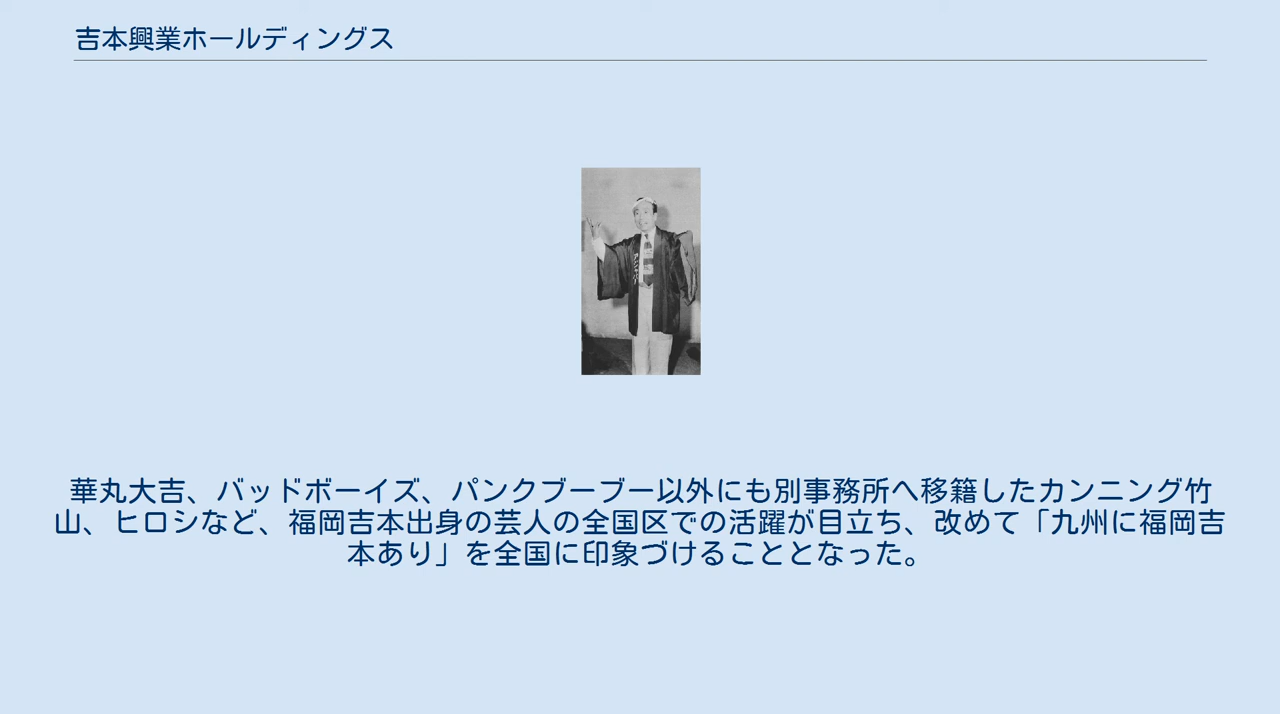 吉本興業ホールディングス
華丸大吉、バッドボーイズ、パンクブーブー以外にも別事務所へ移籍したカンニング竹
山、ヒロシなど、福岡吉本出身の芸人の全国区での活躍が目立ち、改めて「九州に福岡吉
本あり」を全国に印象づけることとなった。